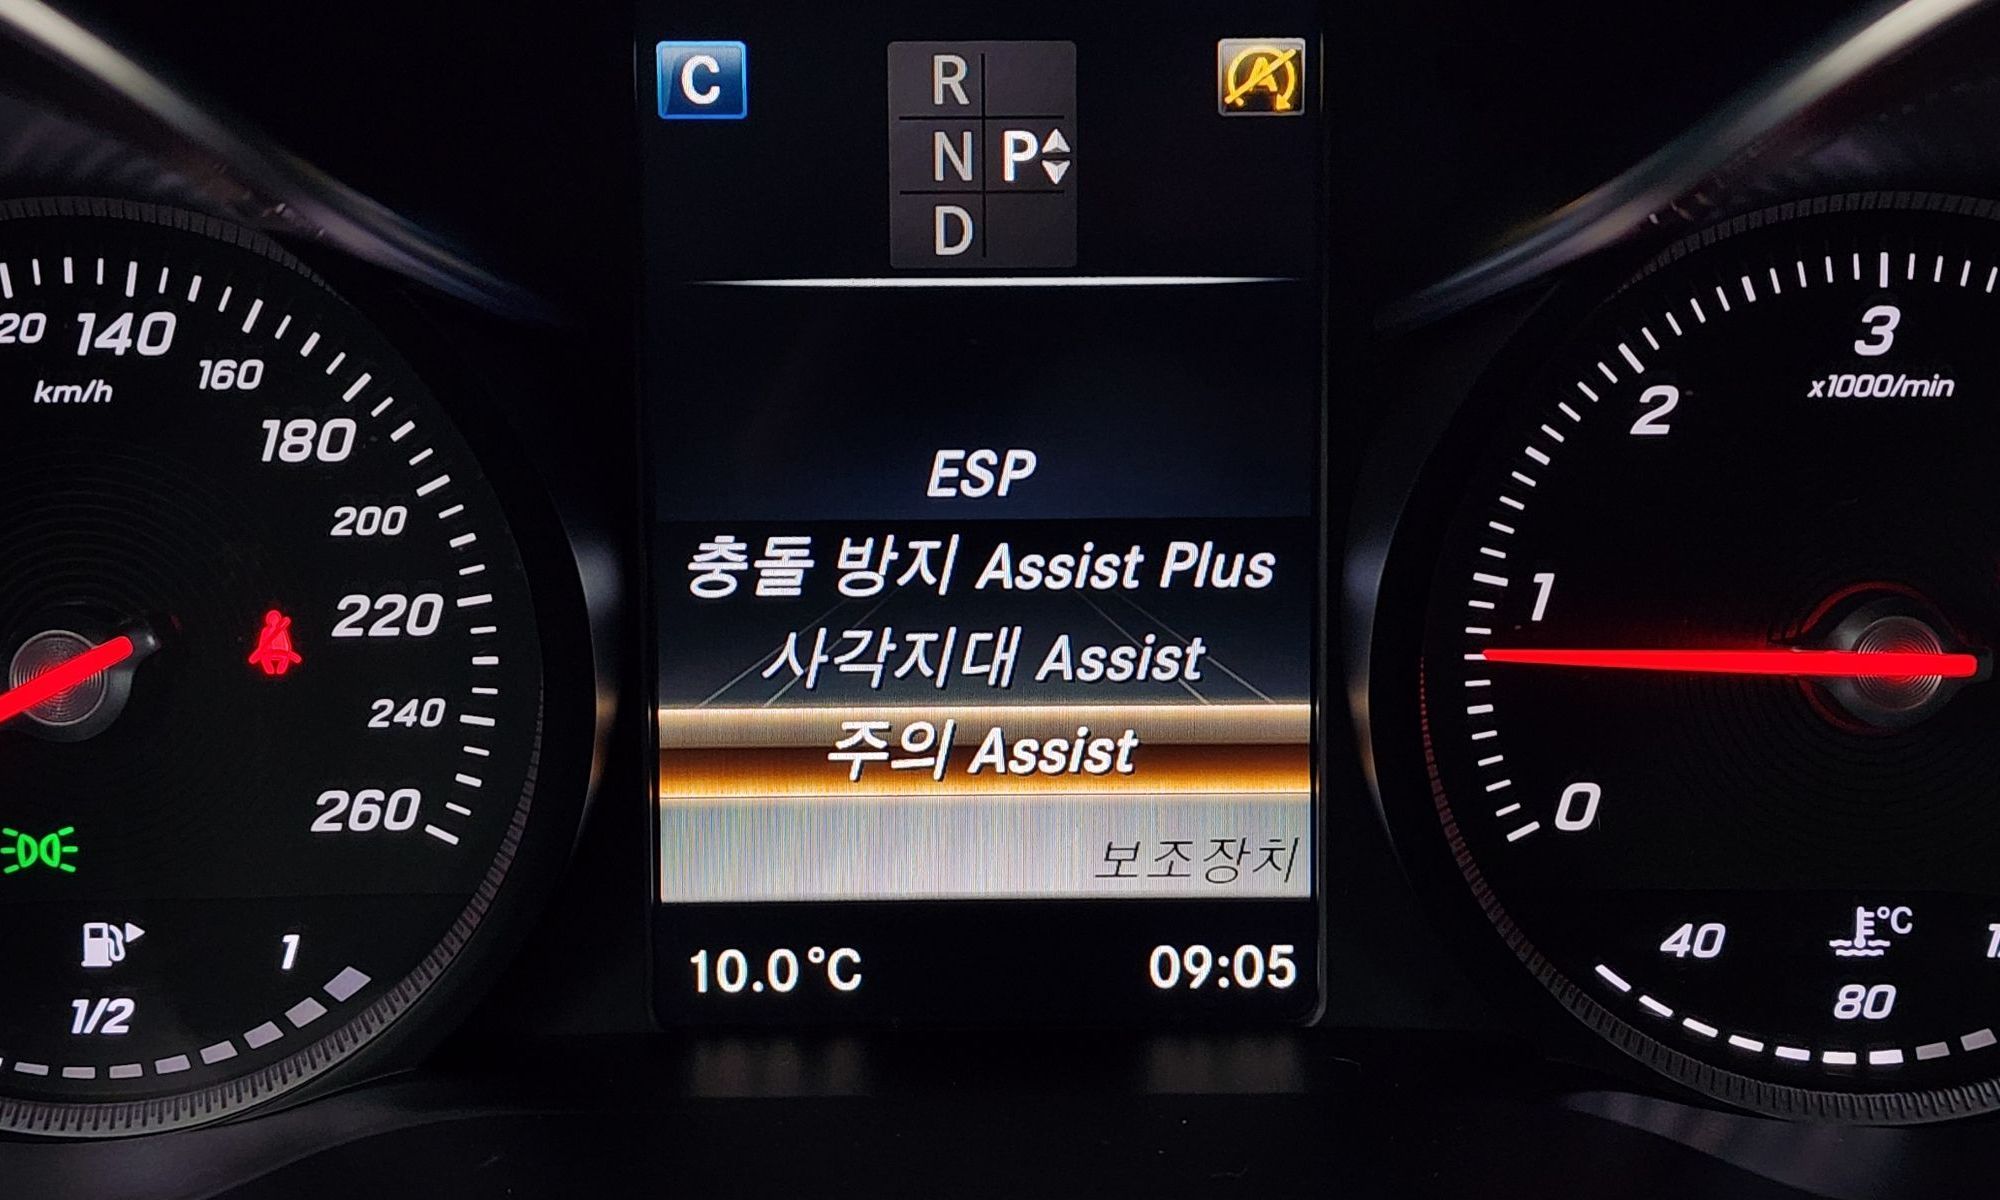 C
R
N P
D
ESP
충돌 방지 Assist Plus
사각지대 Assist
주의 Assist
보조장치
10.0°C 09:05
20 140 160 180 200 220 240 260
km/h
1/2 1
0 1 2 3
x1000/min
40 80
°C
A